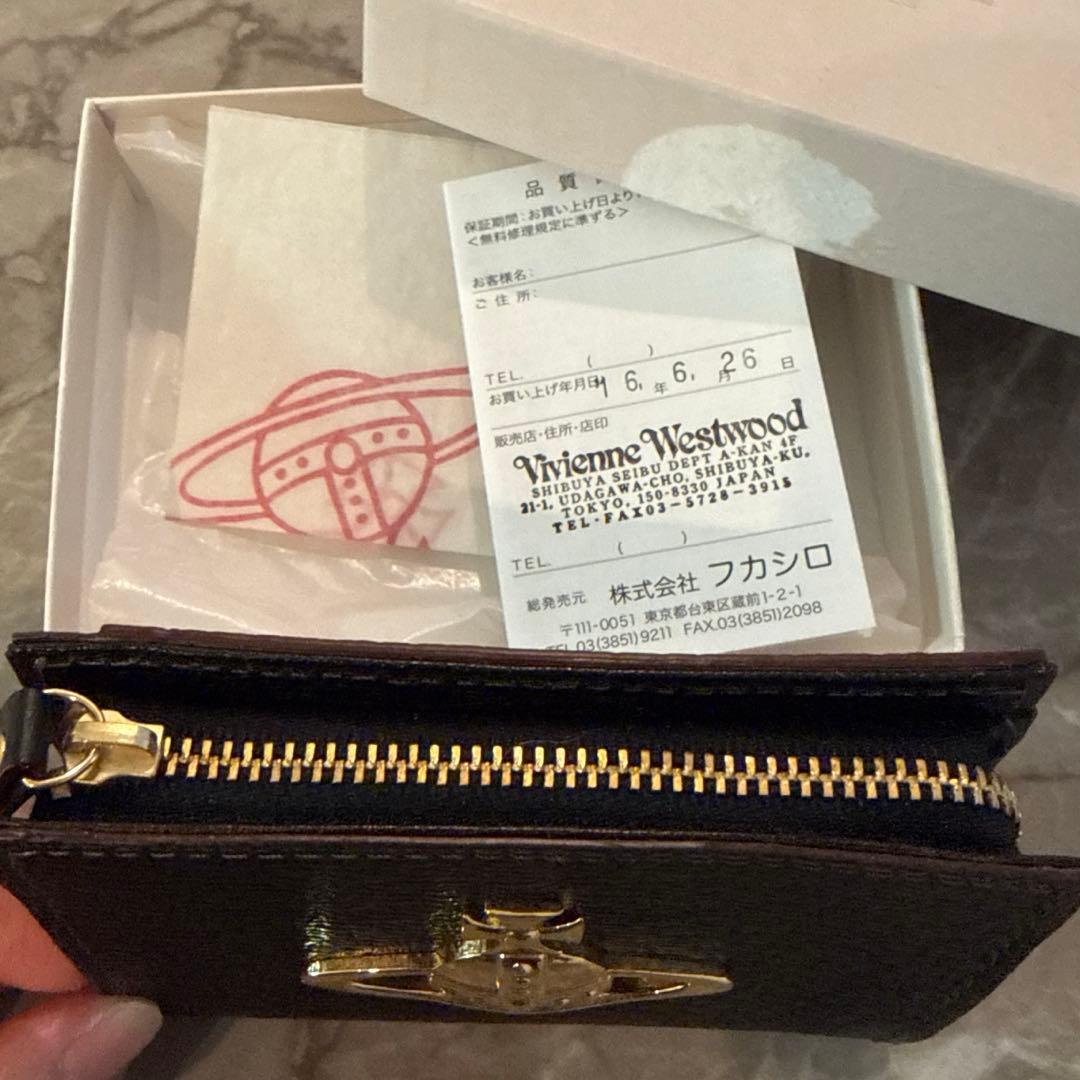 品質
保証期間:お買い上げ日より
<無料修理規定に準ずる>
お客様名:
ご住所:
TEL. ( )
お買い上げ年月日 6, 年 6, 月 26 日
販売店・住所・店印
Vivienne Westwood
SHIBUYA SEIBU DEPT A-KAN 4F
21-1, UDAGAWA-CHO, SHIBUYA-KU,
TOKYO, 150-8330 JAPAN
TEL・FAX03-5728-3915
TEL. ( )
総発売元 株式会社 フカシロ
〒111-0051 東京都台東区蔵前1-2-1
TEL.03(3851)9211 FAX.03(3851)2098